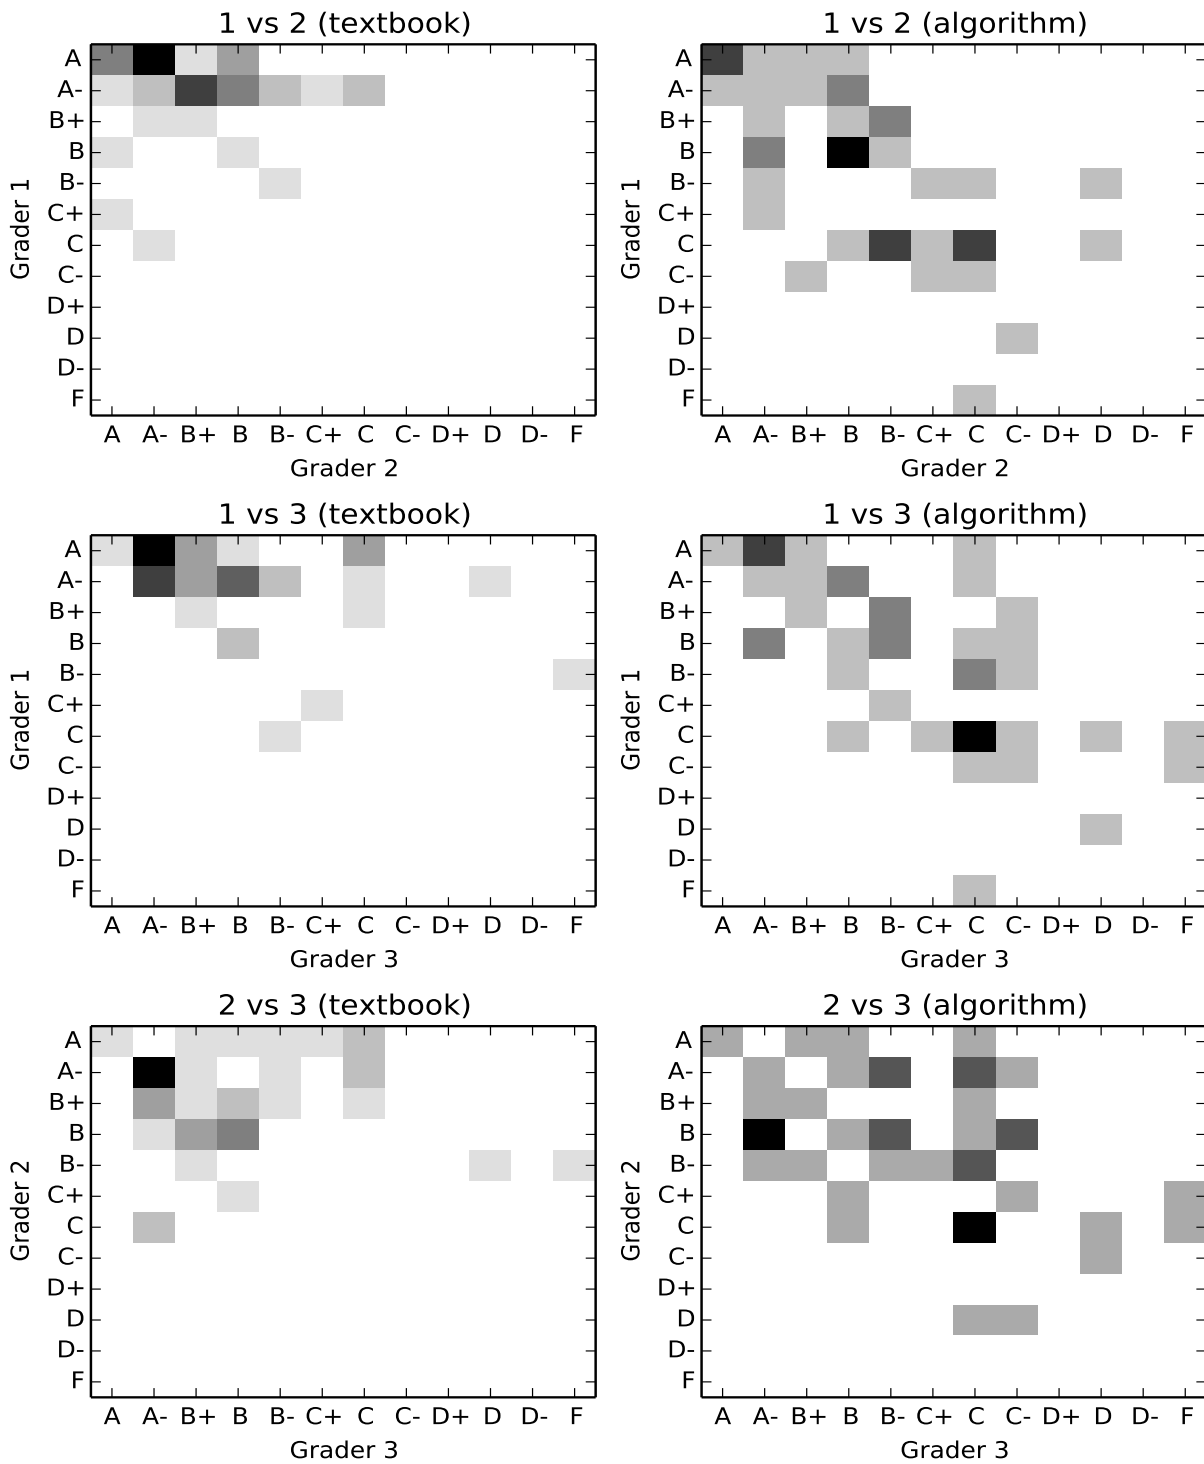 1 vs 2 (textbook)
A
A-
B+
B
B-
C+
C
C-
D+
D
D-
F
Grader 1
A A- B+ B B- C+ C C- D+ D D- F
Grader 2
1 vs 2 (algorithm)
A
A-
B+
B
B-
C+
C
C-
D+
D
D-
F
Grader 1
A A- B+ B B- C+ C C- D+ D D- F
Grader 2
1 vs 3 (textbook)
A
A-
B+
B
B-
C+
C
C-
D+
D
D-
F
Grader 1
A A- B+ B B- C+ C C- D+ D D- F
Grader 3
1 vs 3 (algorithm)
A
A-
B+
B
B-
C+
C
C-
D+
D
D-
F
Grader 1
A A- B+ B B- C+ C C- D+ D D- F
Grader 3
2 vs 3 (textbook)
A
A-
B+
B
B-
C+
C
C-
D+
D
D-
F
Grader 2
A A- B+ B B- C+ C C- D+ D D- F
Grader 3
2 vs 3 (algorithm)
A
A-
B+
B
B-
C+
C
C-
D+
D
D-
F
Grader 2
A A- B+ B B- C+ C C- D+ D D- F
Grader 3